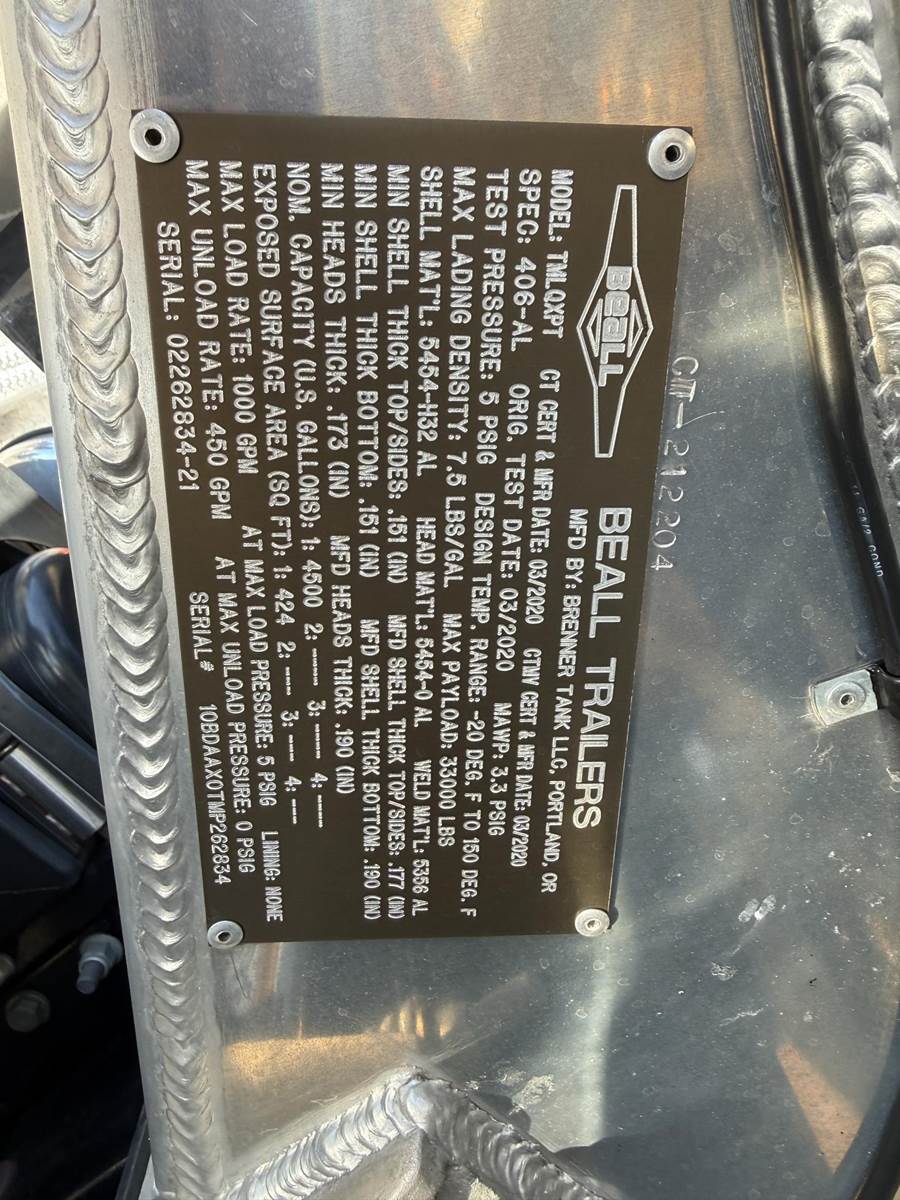 CMT-212204
BEALL
BEALL TRAILERS
MFD BY: BRENNER TANK LLC, PORTLAND, OR
MODEL: TMLQXPT CT CERT & MFR DATE: 03/2020 CTMV CERT & MFR DATE: 03/2020
SPEC: 406-AL ORIG. TEST DATE: 03/2020 MAWP: 3.3 PSIG
TEST PRESSURE: 5 PSIG DESIGN TEMP. RANGE: -20 DEG. F TO 150 DEG. F
MAX LADING DENSITY: 7.5 LBS/GAL MAX PAYLOAD: 33000 LBS
SHELL MAT'L: 5454-H32 AL HEAD MAT'L: 5454-O AL WELD MAT'L: 5356 AL
MIN SHELL THICK TOP/SIDES: .151 (IN) MFD SHELL THICK TOP/SIDES: .177 (IN)
MIN SHELL THICK BOTTOM: .151 (IN) MFD SHELL THICK BOTTOM: .190 (IN)
MIN HEADS THICK: .173 (IN) MFD HEADS THICK: .190 (IN)
NOM. CAPACITY (U.S. GALLONS): 1: 4500 2: ----- 3: ----- 4: -----
EXPOSED SURFACE AREA (SQ FT): 1: 424 2: ---- 3: ---- 4: ----
MAX LOAD RATE: 1000 GPM AT MAX LOAD PRESSURE: 5 PSIG LINING: NONE
MAX UNLOAD RATE: 450 GPM AT MAX UNLOAD PRESSURE: 0 PSIG
SERIAL: 02262834-21 SERIAL# 10BDAAX0TMP262834